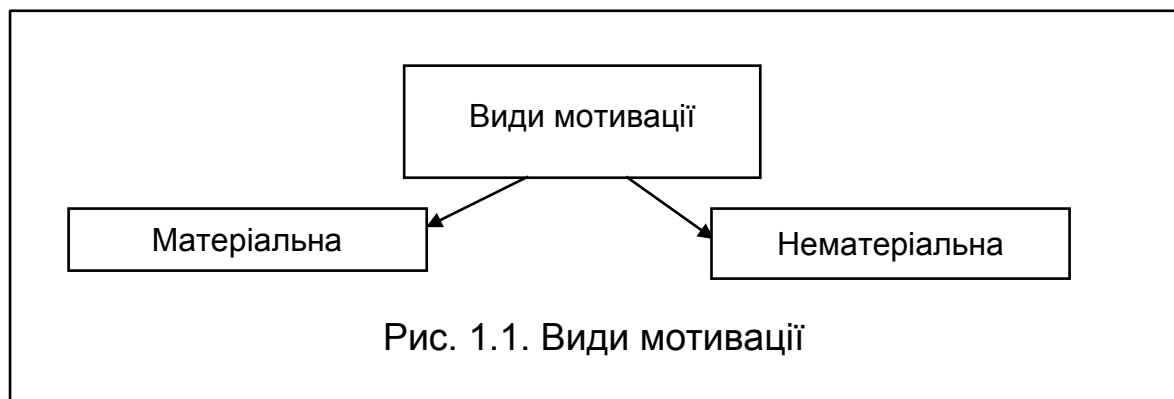 Види мотивації
Матеріальна
Нематеріальна
Рис. 1.1. Види мотивації